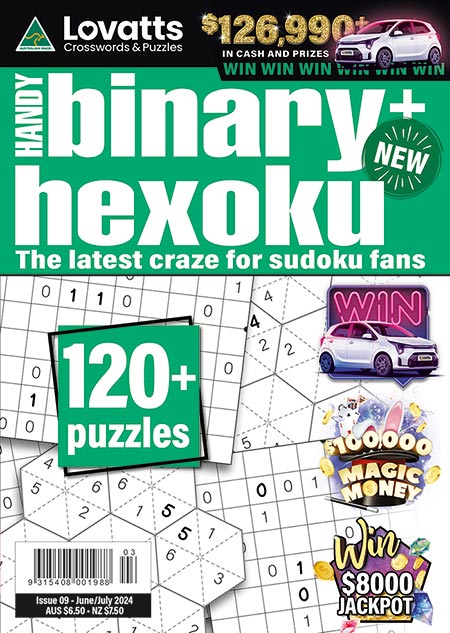 AUSTRALIAN MADE
Lovatts
Crosswords & Puzzles
$126,990+
IN CASH AND PRIZES
WIN WIN WIN WIN WIN WIN
HANDY
binary+
NEW
hexoku
The latest craze for sudoku fans
120+
puzzles
WIN
$100,000
MAGIC
MONEY
Win
$8000
JACKPOT
03
9 315408 001988
Issue 09 - June/July 2024
AUS $6.50 • NZ $7.50